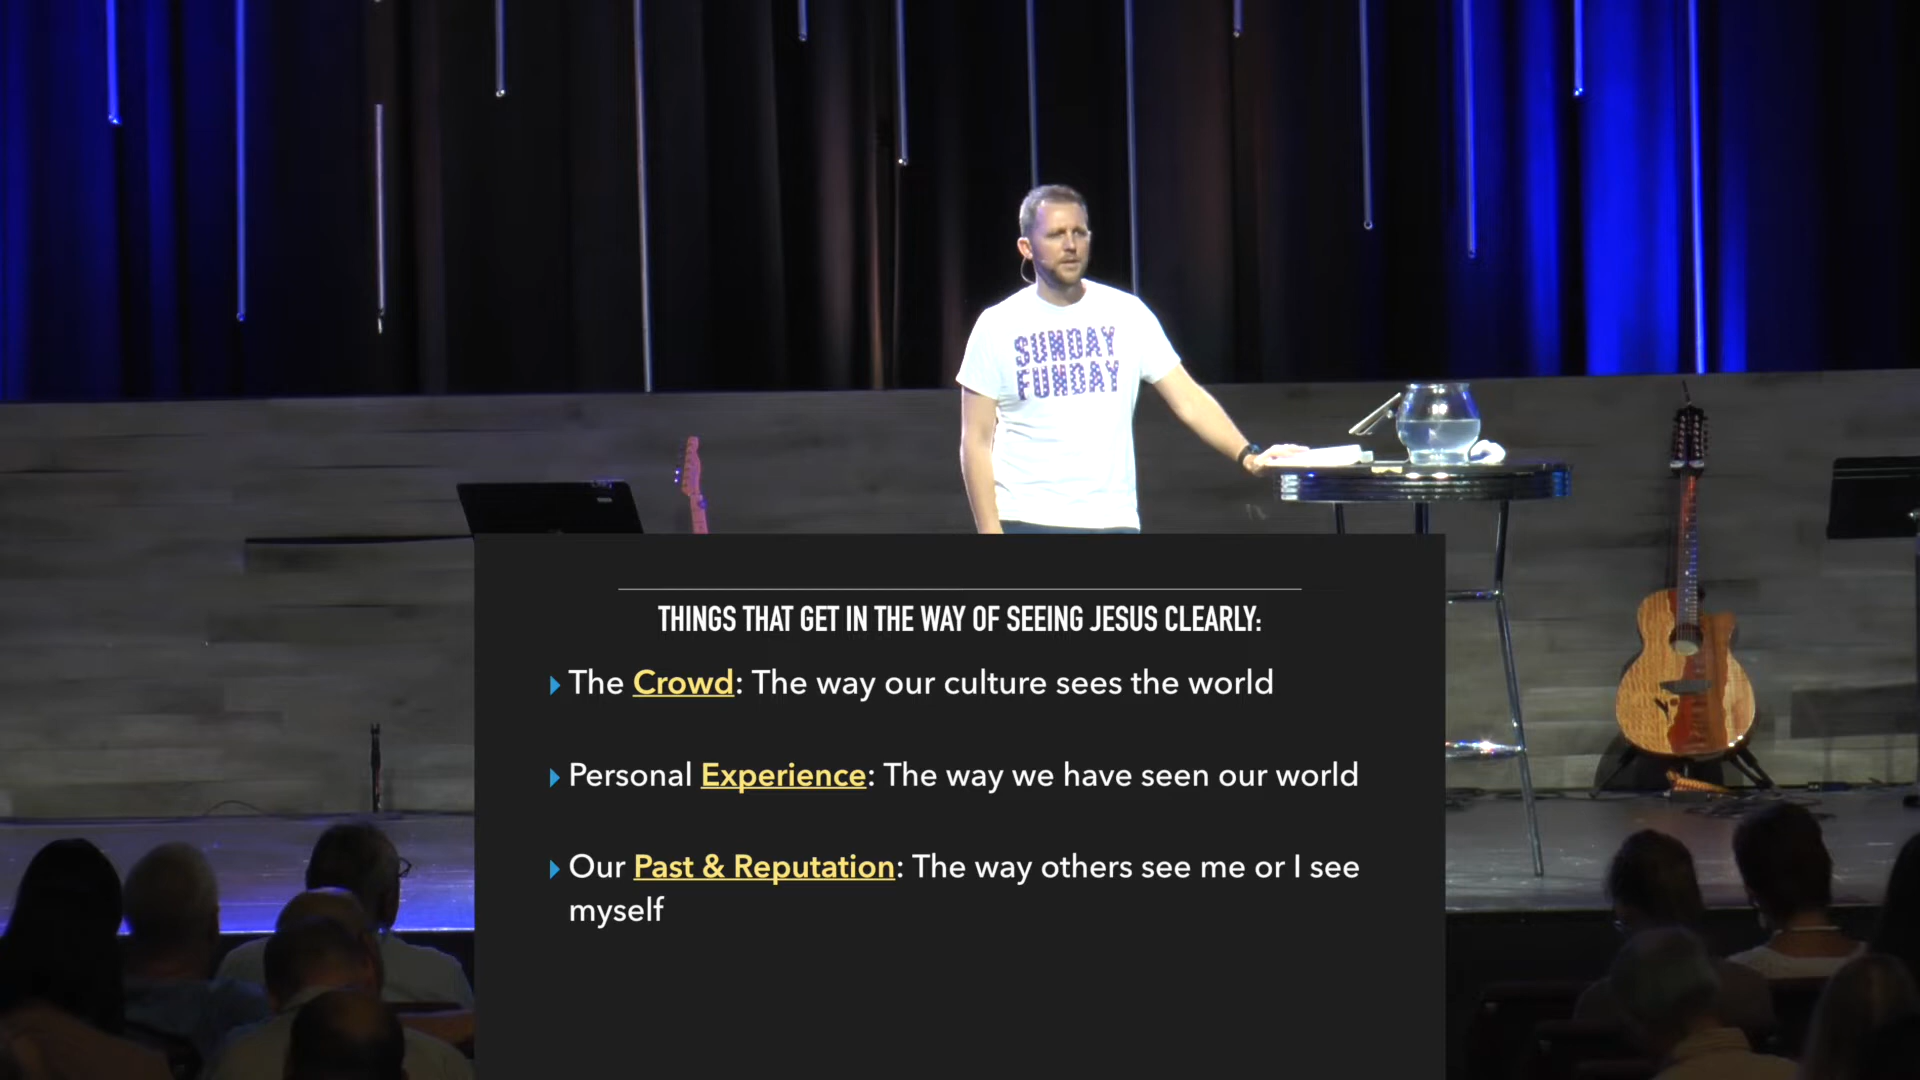 SUNDAY
FUNDAY
THINGS THAT GET IN THE WAY OF SEEING JESUS CLEARLY:
The Crowd: The way our culture sees the world
Personal Experience: The way we have seen our world
Our Past & Reputation: The way others see me or I see
myself